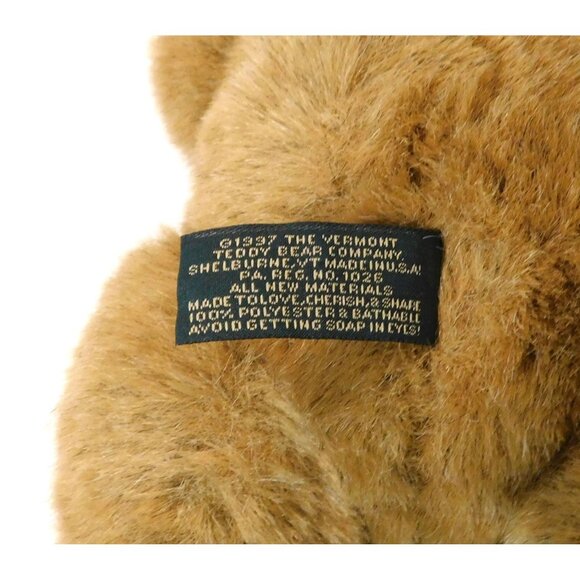 ©1997 THE VERMONT
TEDDY BEAR COMPANY,
SHELBURNE, VT MADE IN U.S.A!
PA. REG. NO. 1026
ALL NEW MATERIALS
MADE TO LOVE, CHERISH, & SHARE
100% POLYESTER & BATHABLE
AVOID GETTING SOAP IN EYES!